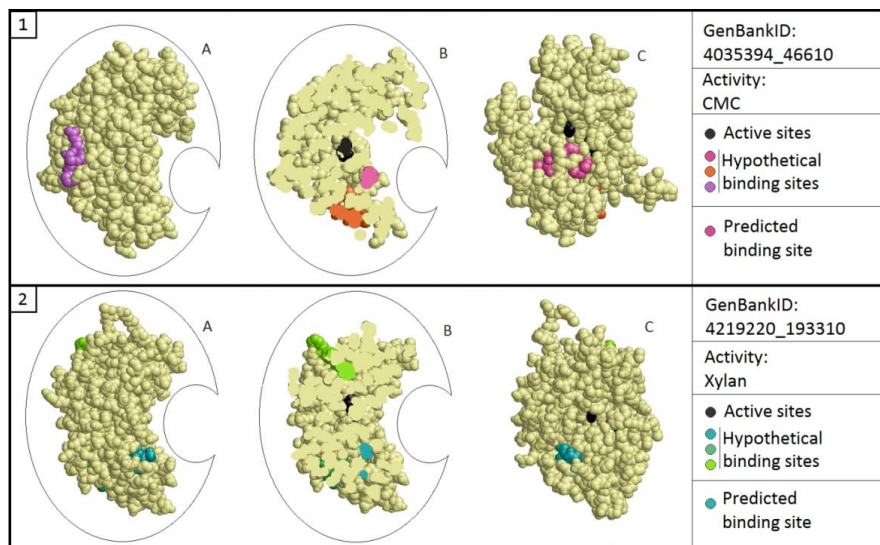 1
A
B
C
GenBankID:
4035394_46610
Activity:
CMC
Active sites
Hypothetical
binding sites
Predicted
binding site
2
A
B
C
GenBankID:
4219220_193310
Activity:
Xylan
Active sites
Hypothetical
binding sites
Predicted
binding site